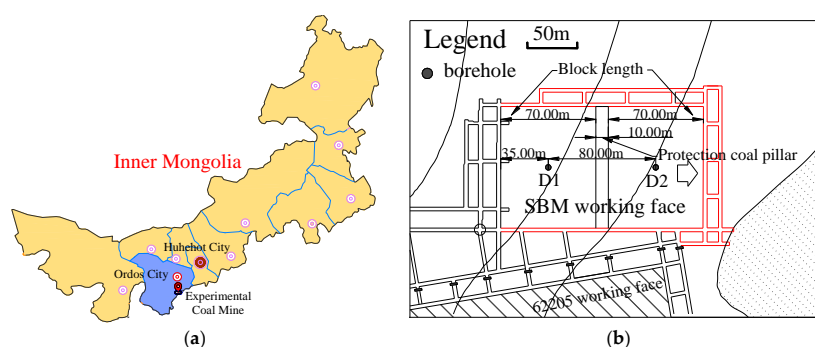 Inner Mongolia
Huhehot City
Ordos City
Experimental
Coal Mine
(a)
Legend
50m
borehole
Block length
70.00m
70.00m
10.00m
Protection coal pillar
35.00m
80.00m
D1
D2
SBM working face
62205 working face
(b)